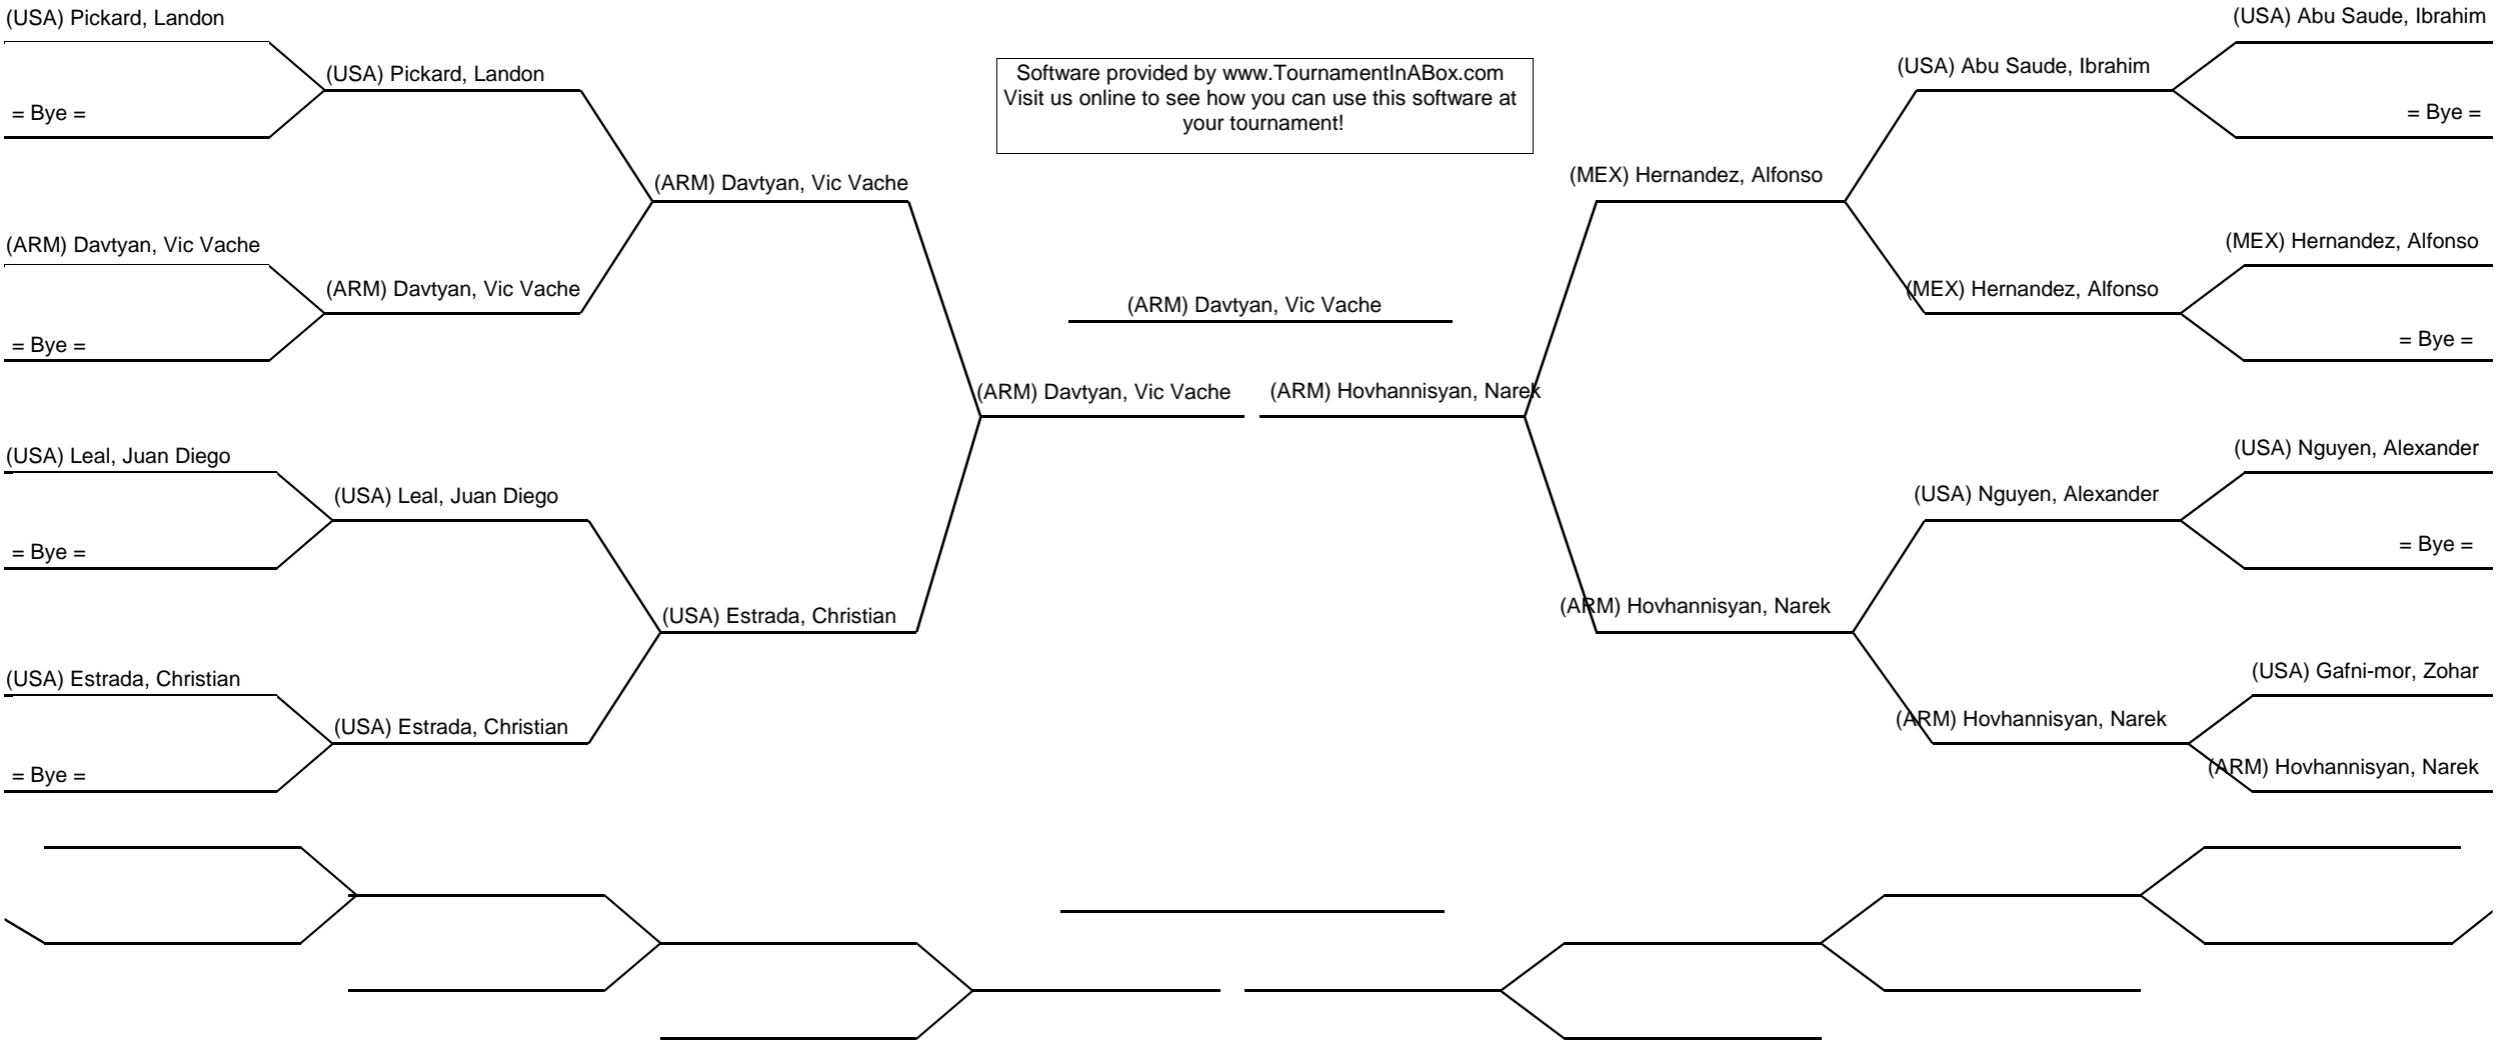 (USA) Pickard, Landon
= Bye =
(ARM) Davtyan, Vic Vache
= Bye =
(USA) Leal, Juan Diego
= Bye =
(USA) Estrada, Christian
= Bye =
(USA) Pickard, Landon
(ARM) Davtyan, Vic Vache
(USA) Leal, Juan Diego
(USA) Estrada, Christian
(ARM) Davtyan, Vic Vache
(USA) Estrada, Christian
Software provided by www.TournamentInABox.com
Visit us online to see how you can use this software at
your tournament!
(ARM) Davtyan, Vic Vache
(ARM) Davtyan, Vic Vache
(ARM) Hovhannisyan, Narek
(MEX) Hernandez, Alfonso
(ARM) Hovhannisyan, Narek
(USA) Abu Saude, Ibrahim
(MEX) Hernandez, Alfonso
(USA) Nguyen, Alexander
(ARM) Hovhannisyan, Narek
(USA) Abu Saude, Ibrahim
= Bye =
(MEX) Hernandez, Alfonso
= Bye =
(USA) Nguyen, Alexander
= Bye =
(USA) Gafni-mor, Zohar
(ARM) Hovhannisyan, Narek